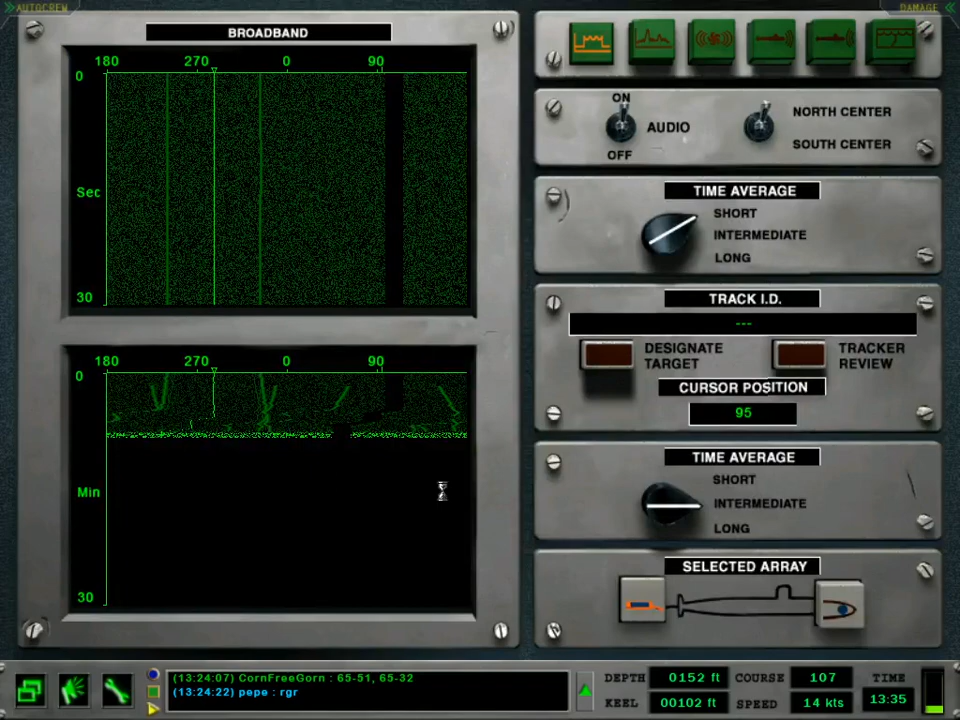 AUTOCREW
DAMAGE
BROADBAND
180 270 0 90
0
Sec
30
180 270 0 90
0
Min
30
ON
AUDIO
OFF
NORTH CENTER
SOUTH CENTER
TIME AVERAGE
SHORT
INTERMEDIATE
LONG
TRACK I.D.
---
DESIGNATE
TARGET
TRACKER
REVIEW
CURSOR POSITION
95
TIME AVERAGE
SHORT
INTERMEDIATE
LONG
SELECTED ARRAY
(13:24:07) CornFreeGorn : 65-51, 65-32
(13:24:22) pepe : rgr
DEPTH 0152 ft COURSE 107 TIME
KEEL 00102 ft SPEED 14 kts 13:35